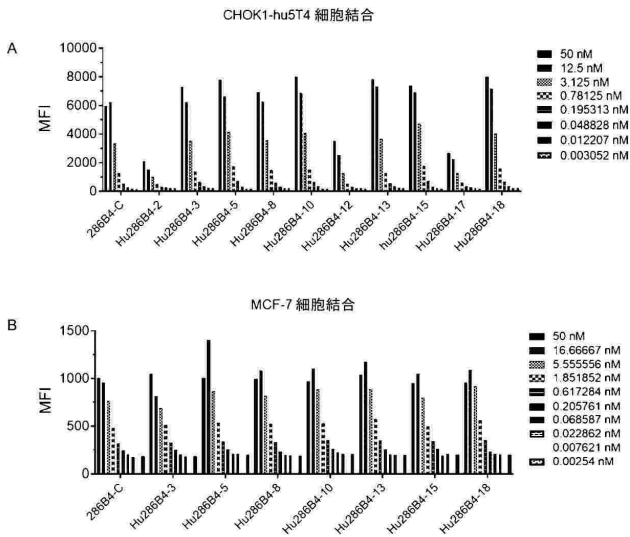 CHOK1-hu5T4 細胞結合
A
MFI
10000
8000
6000
4000
2000
0
286B4-C
Hu286B4-2
Hu286B4-3
Hu286B4-5
Hu286B4-8
Hu286B4-10
Hu286B4-12
Hu286B4-13
hu286B4-15
Hu286B4-17
Hu286B4-18
50 nM
12.5 nM
3.125 nM
0.78125 nM
0.195313 nM
0.048828 nM
0.012207 nM
0.003052 nM
MCF-7 細胞結合
B
MFI
1500
1000
500
0
286B4-C
Hu286B4-3
Hu286B4-5
Hu286B4-8
Hu286B4-10
Hu286B4-13
Hu286B4-15
Hu286B4-18
50 nM
16.66667 nM
5.555556 nM
1.851852 nM
0.617284 nM
0.205761 nM
0.068587 nM
0.022862 nM
0.007621 nM
0.00254 nM